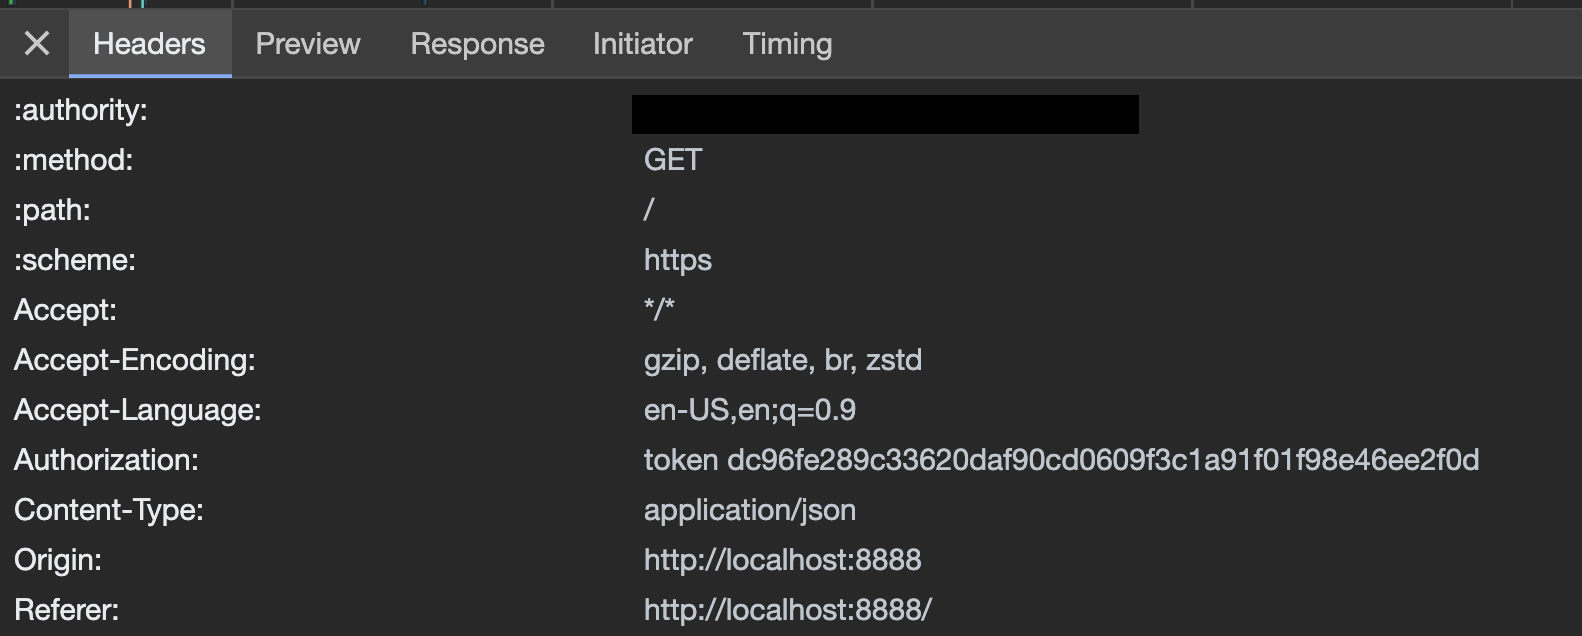 Headers Preview Response Initiator Timing
:authority:
:method: GET
:path: /
:scheme: https
Accept: */*
Accept-Encoding: gzip, deflate, br, zstd
Accept-Language: en-US,en;q=0.9
Authorization: token dc96fe289c33620daf90cd0609f3c1a91f01f98e46ee2f0d
Content-Type: application/json
Origin: http://localhost:8888
Referer: http://localhost:8888/